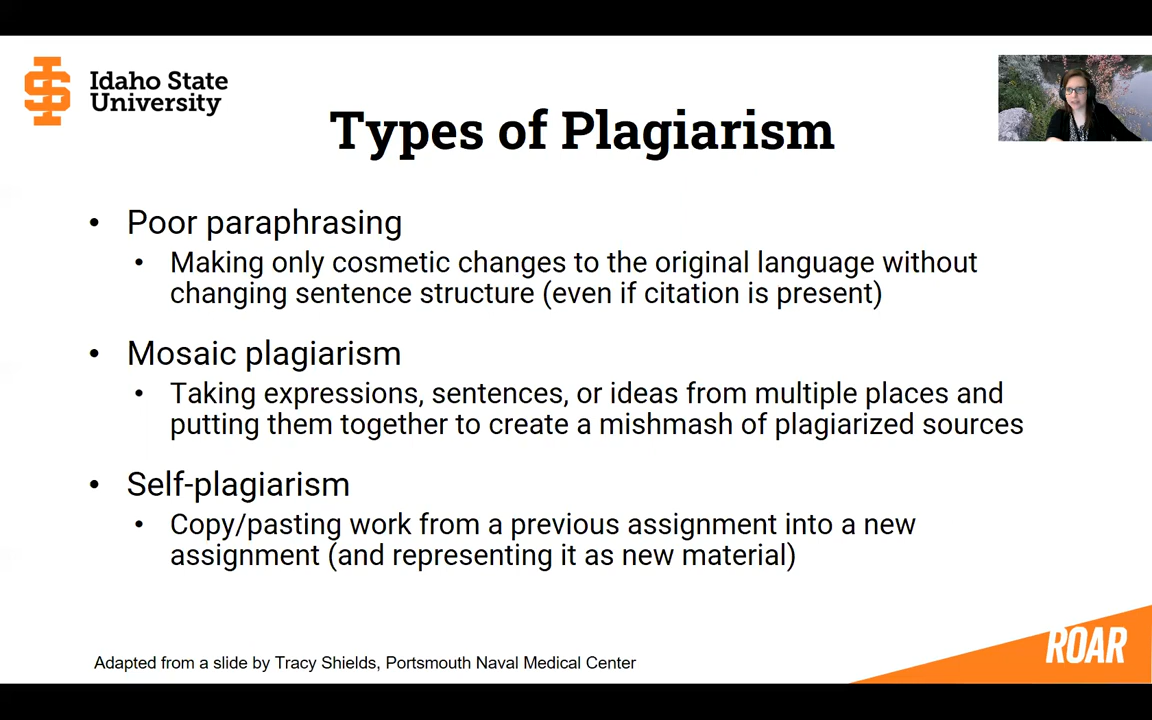 Idaho State
University
Types of Plagiarism
• Poor paraphrasing
• Making only cosmetic changes to the original language without
changing sentence structure (even if citation is present)
• Mosaic plagiarism
• Taking expressions, sentences, or ideas from multiple places and
putting them together to create a mishmash of plagiarized sources
• Self-plagiarism
• Copy/pasting work from a previous assignment into a new
assignment (and representing it as new material)
Adapted from a slide by Tracy Shields, Portsmouth Naval Medical Center
ROAR